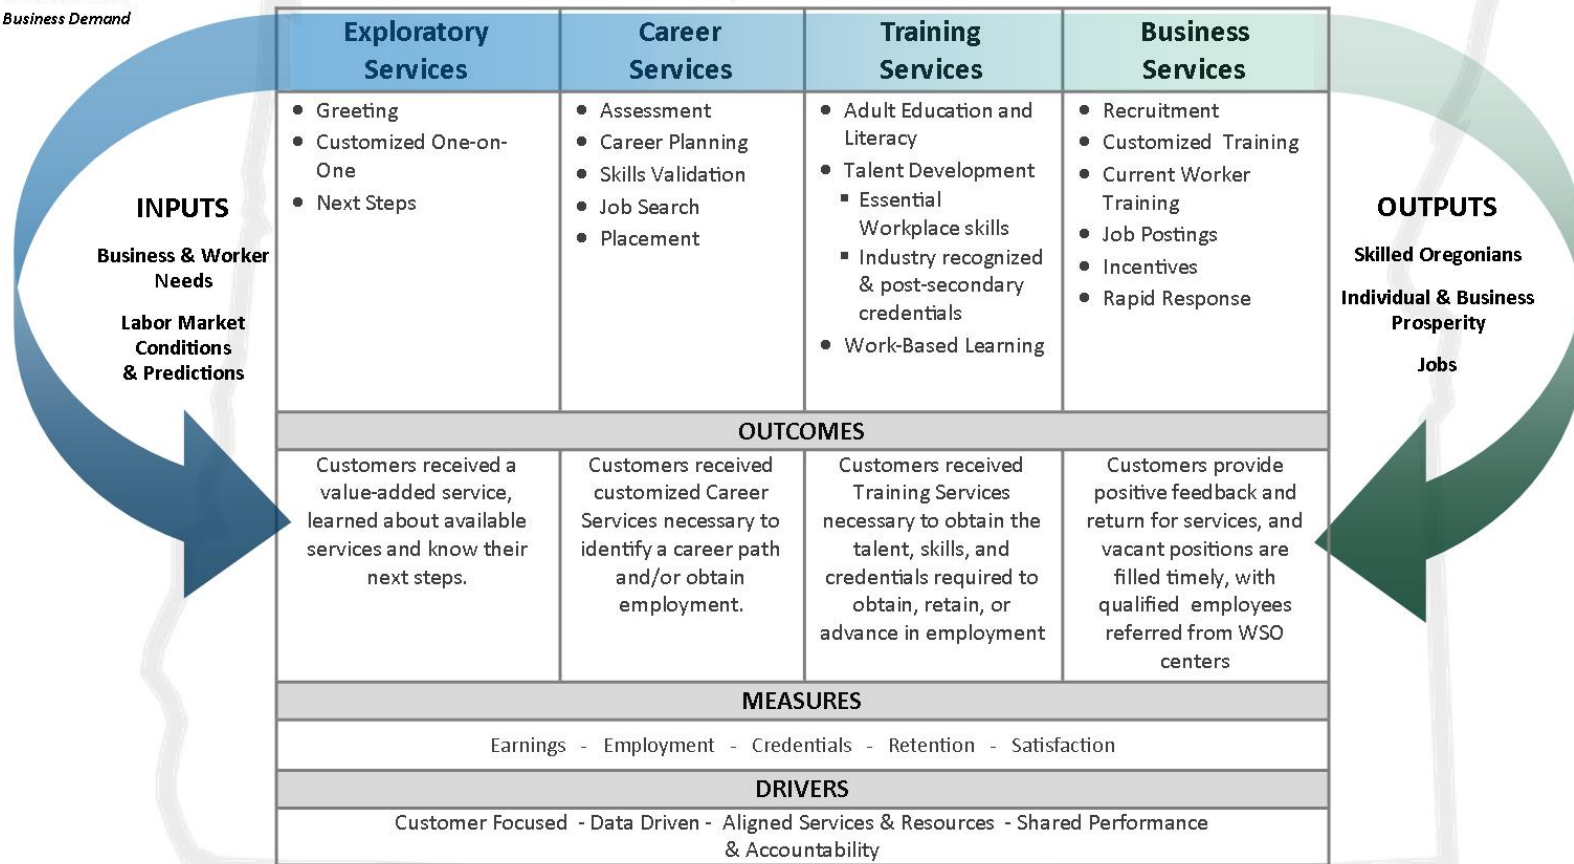 Business Demand
Exploratory
Services
Career
Services
Training
Services
Business
Services
INPUTS
Business & Worker
Needs
Labor Market
Conditions
& Predictions
• Greeting
• Customized One-on-
One
• Next Steps
• Assessment
• Career Planning
• Skills Validation
• Job Search
• Placement
• Adult Education and
Literacy
• Talent Development
▪ Essential
Workplace skills
▪ Industry recognized
& post-secondary
credentials
• Work-Based Learning
• Recruitment
• Customized Training
• Current Worker
Training
• Job Postings
• Incentives
• Rapid Response
OUTPUTS
Skilled Oregonians
Individual & Business
Prosperity
Jobs
OUTCOMES
Customers received a
value-added service,
learned about available
services and know their
next steps.
Customers received
customized Career
Services necessary to
identify a career path
and/or obtain
employment.
Customers received
Training Services
necessary to obtain the
talent, skills, and
credentials required to
obtain, retain, or
advance in employment
Customers provide
positive feedback and
return for services, and
vacant positions are
filled timely, with
qualified employees
referred from WSO
centers
MEASURES
Earnings - Employment - Credentials - Retention - Satisfaction
DRIVERS
Customer Focused - Data Driven - Aligned Services & Resources - Shared Performance
& Accountability